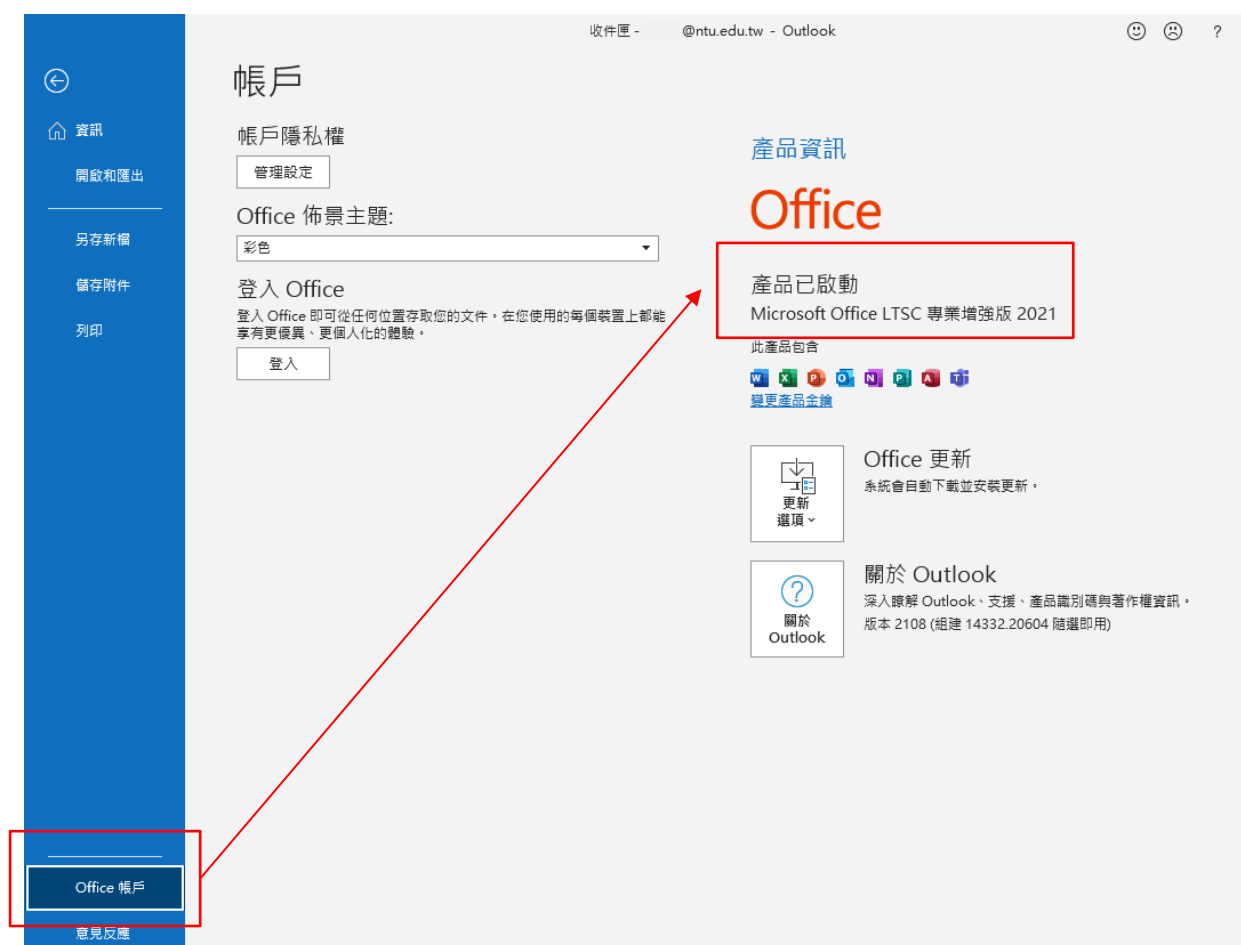 收件匣 - @ntu.edu.tw - Outlook
?
帳戶
資訊
開啟和匯出
另存新檔
儲存附件
列印
Office 帳戶
意見反應
帳戶隱私權
管理設定
Office 佈景主題:
彩色
登入 Office
登入 Office 即可從任何位置存取您的文件。在您使用的每個裝置上都能
享有更優異、更個人化的體驗。
登入
產品資訊
Office
產品已啟動
Microsoft Office LTSC 專業增強版 2021
此產品包含
W X P O N P A T
變更產品金鑰
更新
選項
Office 更新
系統會自動下載並安裝更新。
?
關於
Outlook
關於 Outlook
深入瞭解 Outlook、支援、產品識別碼與著作權資訊。
版本 2108 (組建 14332.20604 隨選即用)